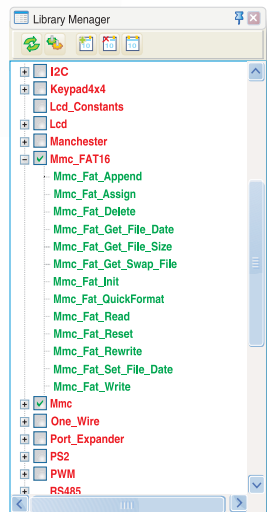 Library Menager
I2C
Keypad4x4
Lcd_Constants
Lcd
Manchester
Mmc_FAT16
Mmc_Fat_Append
Mmc_Fat_Assign
Mmc_Fat_Delete
Mmc_Fat_Get_File_Date
Mmc_Fat_Get_File_Size
Mmc_Fat_Get_Swap_File
Mmc_Fat_Init
Mmc_Fat_QuickFormat
Mmc_Fat_Read
Mmc_Fat_Reset
Mmc_Fat_Rewrite
Mmc_Fat_Set_File_Date
Mmc_Fat_Write
Mmc
One_Wire
Port_Expander
PS2
PWM
RS485